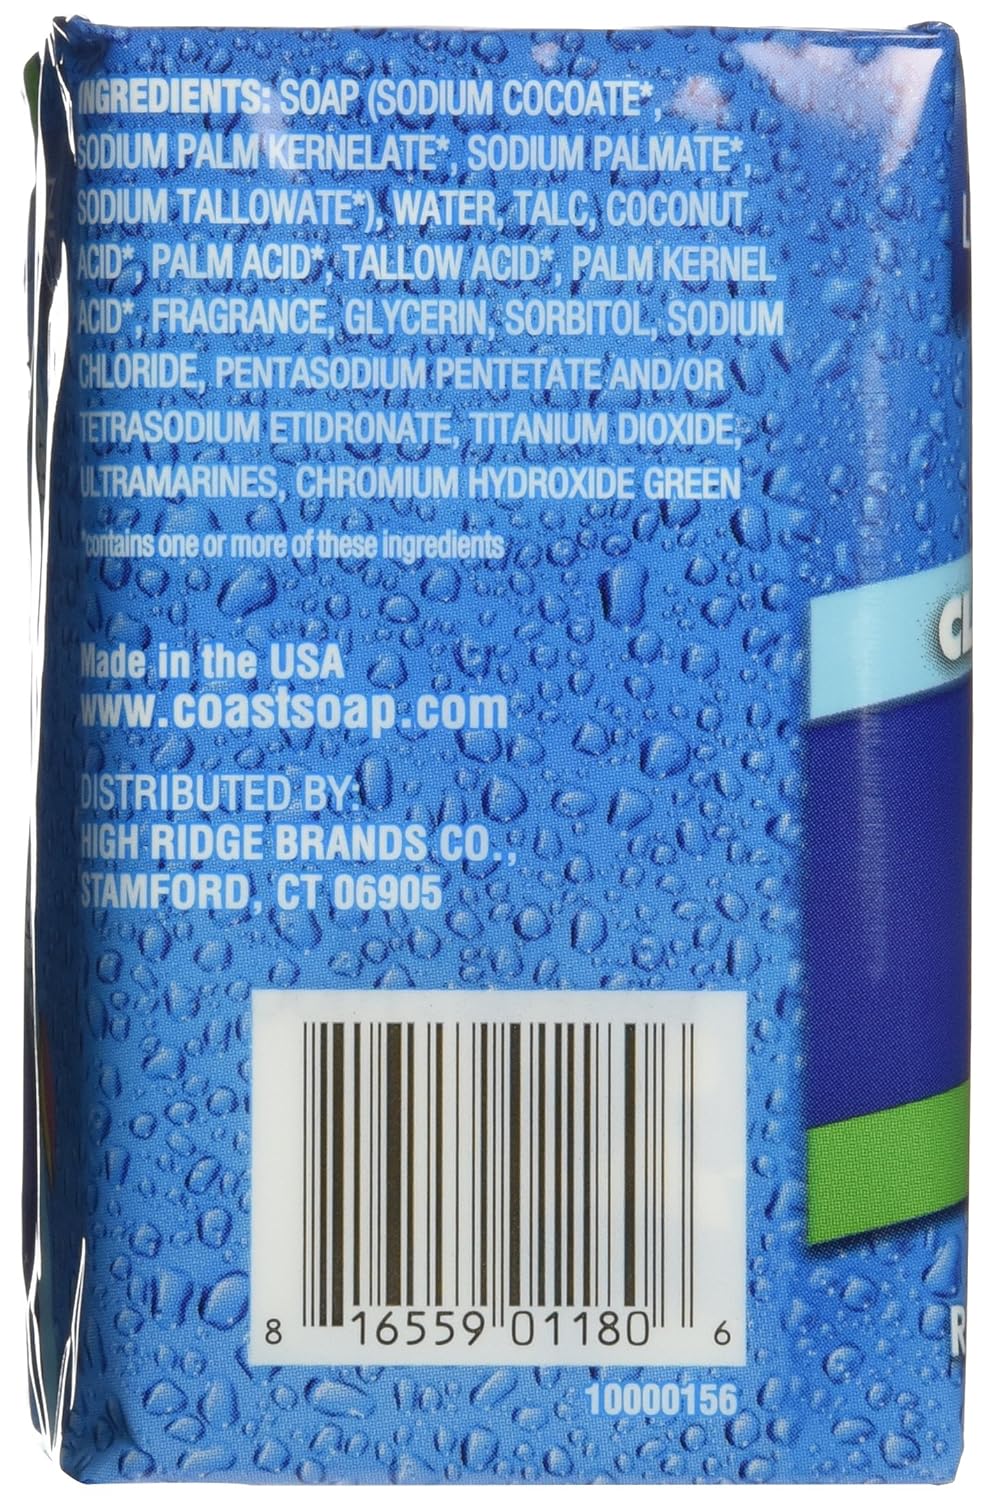 INGREDIENTS: SOAP (SODIUM COCOATE*,
SODIUM PALM KERNELATE*, SODIUM PALMATE*,
SODIUM TALLOWATE*), WATER, TALC, COCONUT
ACID*, PALM ACID*, TALLOW ACID*, PALM KERNEL
ACID*, FRAGRANCE, GLYCERIN, SORBITOL, SODIUM
CHLORIDE, PENTASODIUM PENTETATE AND/OR
TETRASODIUM ETIDRONATE, TITANIUM DIOXIDE,
ULTRAMARINES, CHROMIUM HYDROXIDE GREEN
*contains one or more of these ingredients
Made in the USA
www.coastsoap.com
DISTRIBUTED BY:
HIGH RIDGE BRANDS CO.,
STAMFORD, CT 06905
8 16559 01180 6
10000156